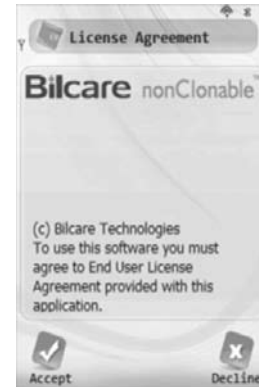 License Agreement
Bilcare nonClonable™
(c) Bilcare Technologies
To use this software you must
agree to End User License
Agreement provided with this
application.
Accept Decline